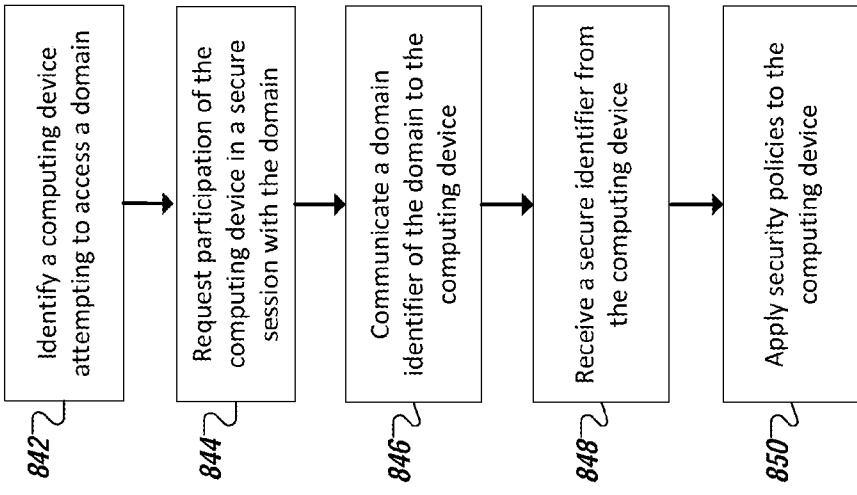 842
Identify a computing device
attempting to access a domain
844
Request participation of the
computing device in a secure
session with the domain
846
Communicate a domain
identifier of the domain to the
computing device
848
Receive a secure identifier from
the computing device
850
Apply security policies to the
computing device